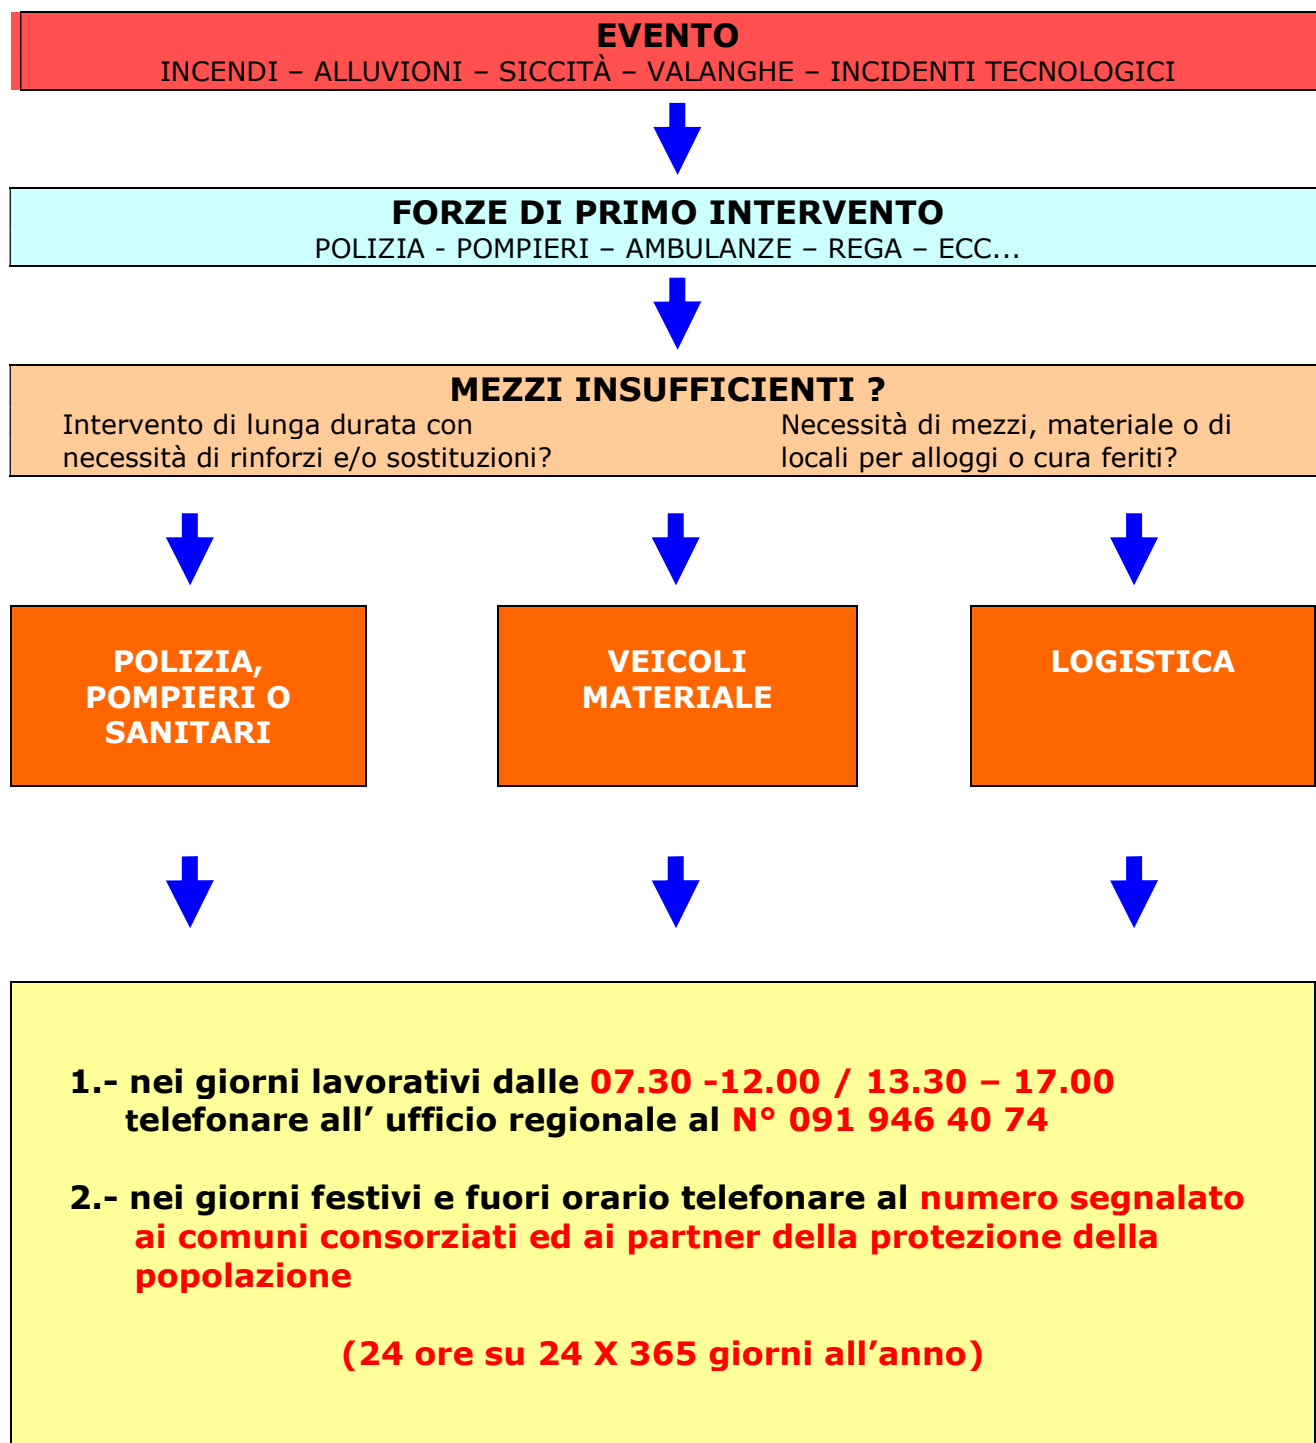 EVENTO
INCENDI – ALLUVIONI – SICCITÀ – VALANGHE – INCIDENTI TECNOLOGICI
FORZE DI PRIMO INTERVENTO
POLIZIA - POMPIERI – AMBULANZE – REGA – ECC...
MEZZI INSUFFICIENTI ?
Intervento di lunga durata con
necessità di rinforzi e/o sostituzioni?
Necessità di mezzi, materiale o di
locali per alloggi o cura feriti?
POLIZIA,
POMPIERI O
SANITARI
VEICOLI
MATERIALE
LOGISTICA
1.- nei giorni lavorativi dalle 07.30 -12.00 / 13.30 – 17.00
telefonare all’ ufficio regionale al N° 091 946 40 74
2.- nei giorni festivi e fuori orario telefonare al numero segnalato
ai comuni consorziati ed ai partner della protezione della
popolazione
(24 ore su 24 X 365 giorni all’anno)